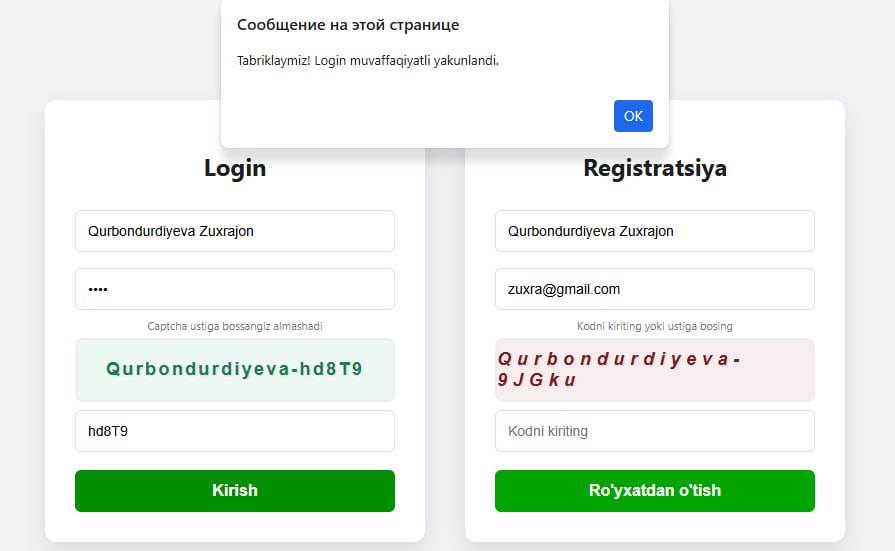 Сообщение на этой странице
Tabriklaymiz! Login muvaffaqiyatli yakunlandi.
OK
Login
Qurbondurdiyeva Zuxrajon
••••
Captcha ustiga bossangiz almashadi
Qurbondurdiyeva-hd8T9
hd8T9
Kirish
Registratsiya
Qurbondurdiyeva Zuxrajon
zuxra@gmail.com
Kodni kiriting yoki ustiga bosing
Qurbondurdiyeva-
9JGku
Kodni kiriting
Ro'yxatdan o'tish